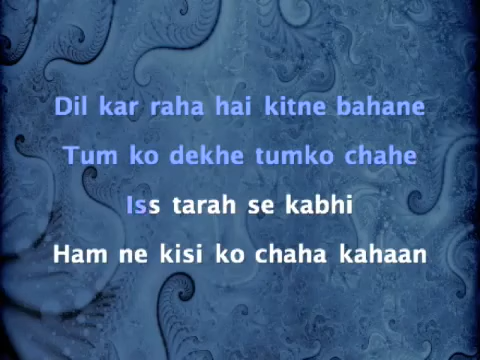 Dil kar raha hai kitne bahane
Tum ko dekhe tumko chahe
Iss tarah se kabhi
Ham ne kisi ko chaha kahaan